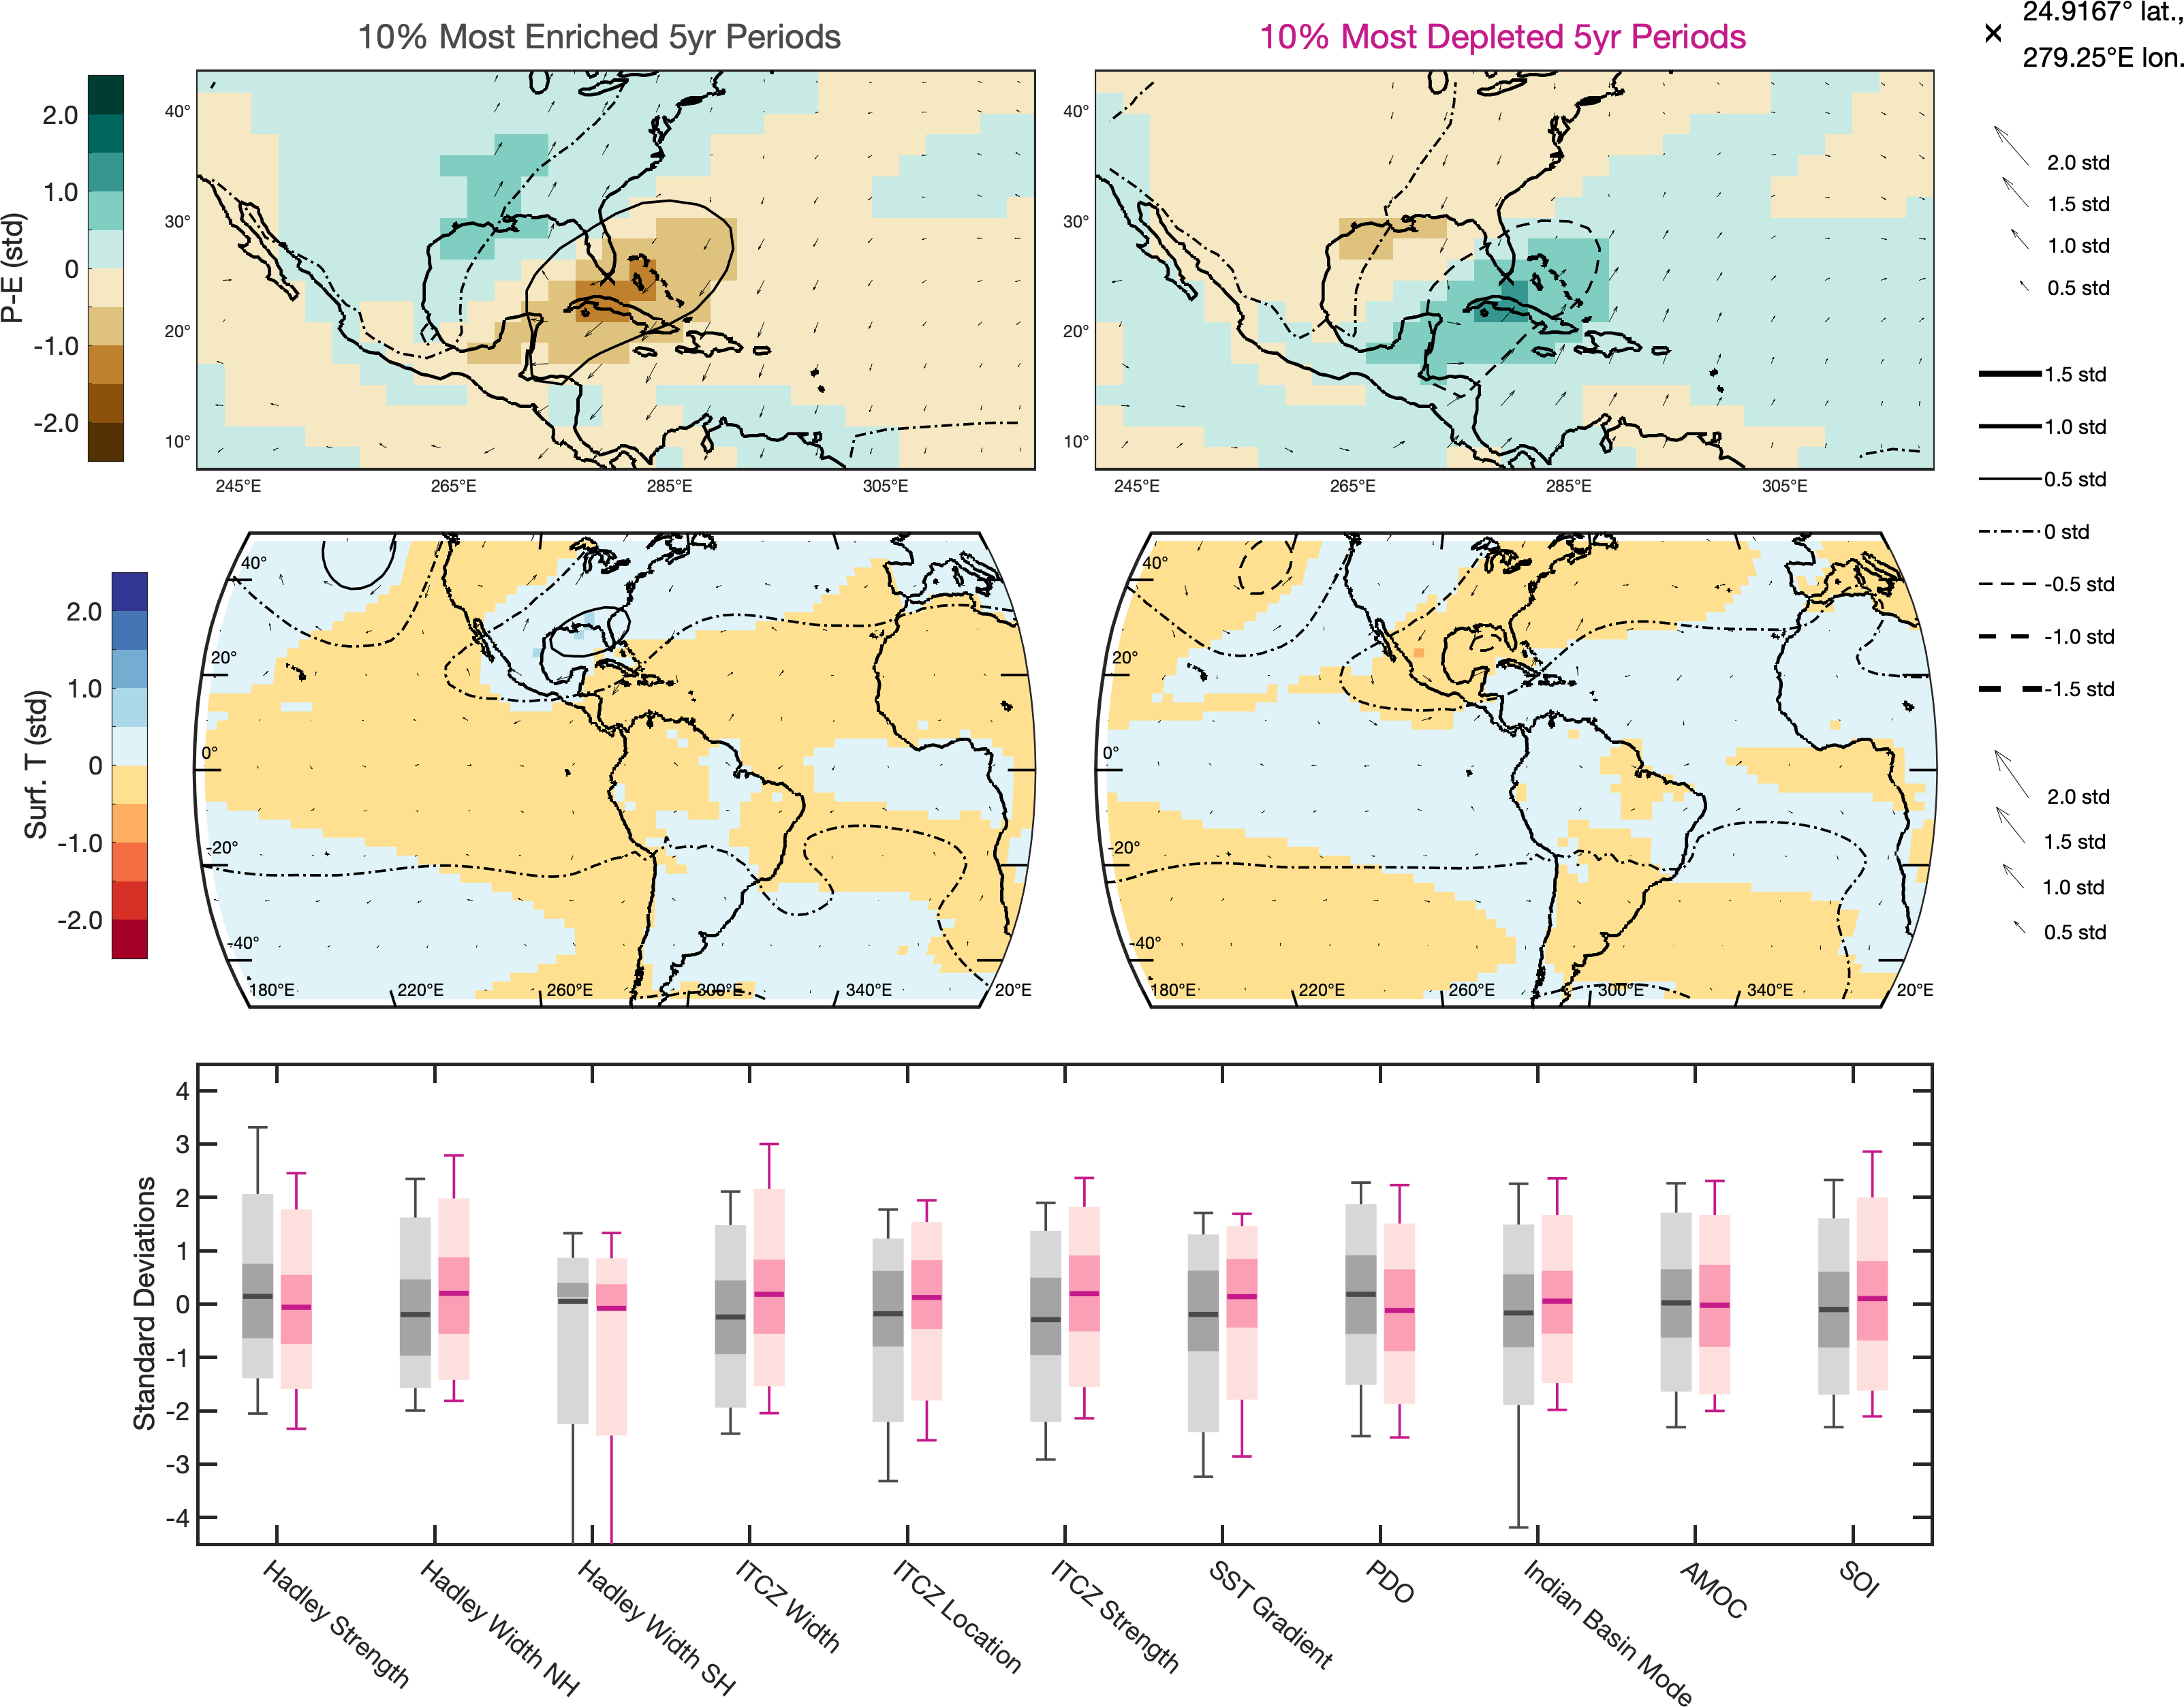 10% Most Enriched 5yr Periods
10% Most Depleted 5yr Periods
24.9167° lat.,
279.25°E lon.
P-E (std)
2.0
1.0
0
-1.0
-2.0
40°
30°
20°
10°
245°E
265°E
285°E
305°E
40°
30°
20°
10°
245°E
265°E
285°E
305°E
2.0 std
1.5 std
1.0 std
0.5 std
1.5 std
1.0 std
0.5 std
0 std
-0.5 std
-1.0 std
-1.5 std
2.0 std
1.5 std
1.0 std
0.5 std
Surf. T (std)
2.0
1.0
0
-1.0
-2.0
40°
20°
0°
-20°
-40°
180°E
220°E
260°E
300°E
340°E
20°E
40°
20°
0°
-20°
-40°
180°E
220°E
260°E
300°E
340°E
20°E
Standard Deviations
4
3
2
1
0
-1
-2
-3
-4
Hadley Strength
Hadley Width NH
Hadley Width SH
ITCZ Width
ITCZ Location
ITCZ Strength
SST Gradient
PDO
Indian Basin Mode
AMOC
SOI